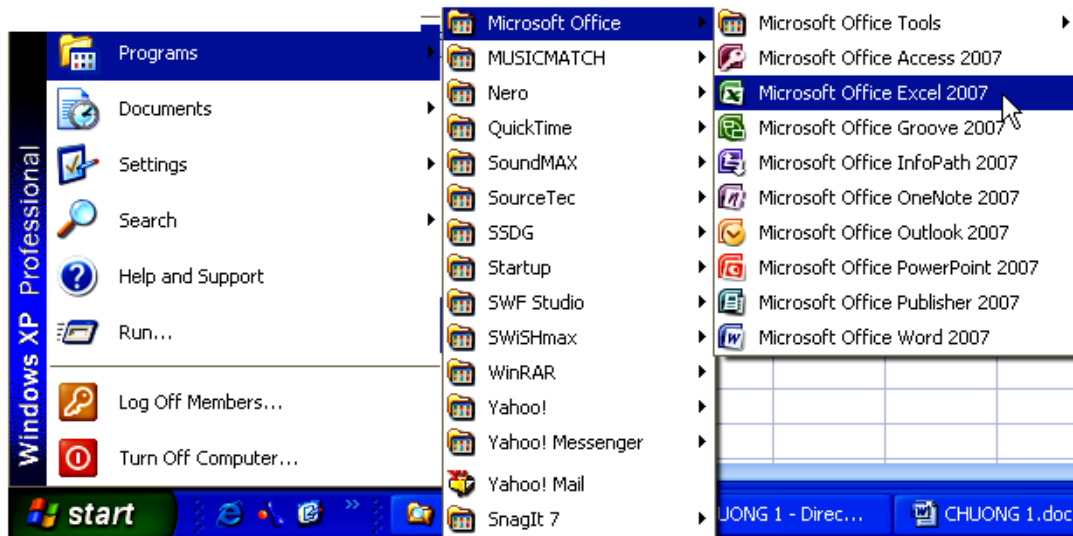 Windows XP Professional
Programs
Documents
Settings
Search
Help and Support
Run...
Log Off Members...
Turn Off Computer...
Microsoft Office
MUSICMATCH
Nero
QuickTime
SoundMAX
SourceTec
SSDG
Startup
SWF Studio
SWiSHmax
WinRAR
Yahoo!
Yahoo! Messenger
Yahoo! Mail
SnagIt 7
Microsoft Office Tools
Microsoft Office Access 2007
Microsoft Office Excel 2007
Microsoft Office Groove 2007
Microsoft Office InfoPath 2007
Microsoft Office OneNote 2007
Microsoft Office Outlook 2007
Microsoft Office PowerPoint 2007
Microsoft Office Publisher 2007
Microsoft Office Word 2007
start
UONG 1 - Direc...
CHUONG 1.doc